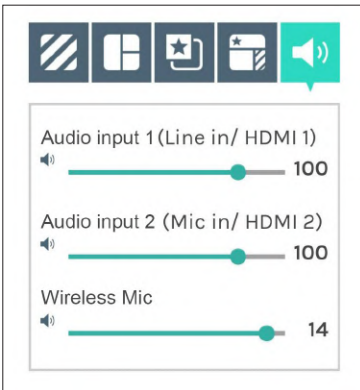 Audio input 1 (Line in/ HDMI 1)
100
Audio input 2 (Mic in/ HDMI 2)
100
Wireless Mic
14